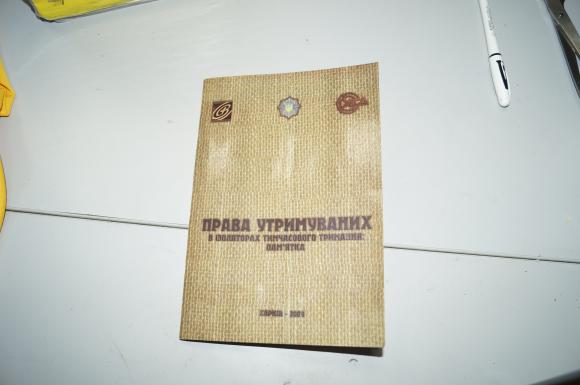 ПРАВА УТРИМУВАНИХ
В ІЗОЛЯТОРАХ ТИМЧАСОВОГО ТРИМАННЯ:
ПАМ'ЯТКА
ХАРКІВ -